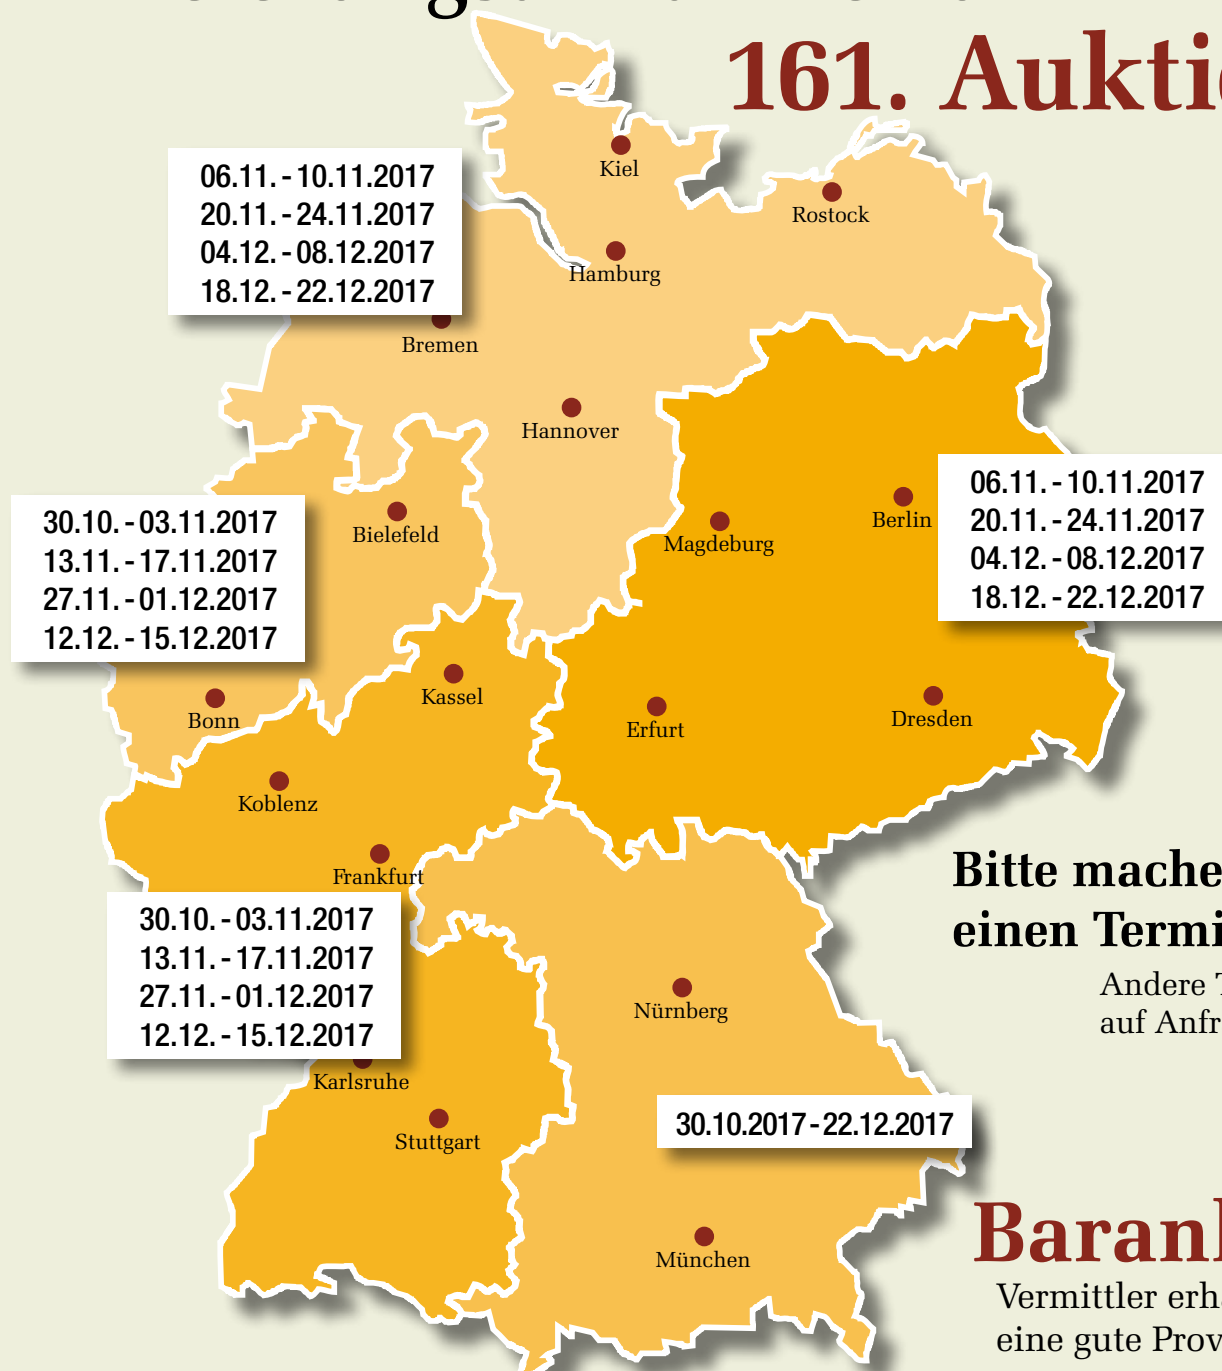 161. Auktio
Kiel
06.11. - 10.11.2017
20.11. - 24.11.2017
04.12. - 08.12.2017
18.12. - 22.12.2017
Rostock
Hamburg
Bremen
Hannover
06.11. - 10.11.2017
20.11. - 24.11.2017
04.12. - 08.12.2017
18.12. - 22.12.2017
30.10. - 03.11.2017
13.11. - 17.11.2017
27.11. - 01.12.2017
12.12. - 15.12.2017
Bielefeld
Berlin
Magdeburg
Kassel
Bonn
Erfurt
Dresden
Koblenz
Frankfurt
Bitte mache
einen Termi
Andere T
auf Anfr
30.10. - 03.11.2017
13.11. - 17.11.2017
27.11. - 01.12.2017
12.12. - 15.12.2017
Nürnberg
Karlsruhe
Stuttgart
30.10.2017 - 22.12.2017
München
Baran
Vermittler erha
eine gute Prov